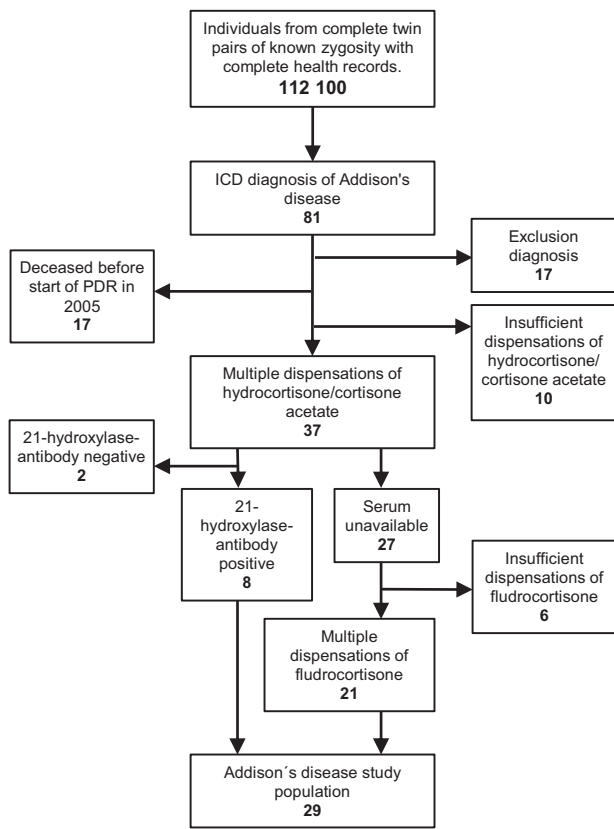 Individuals from complete twin
pairs of known zygosity with
complete health records.
112 100
ICD diagnosis of Addison's
disease
81
Exclusion
diagnosis
17
Deceased before
start of PDR in
2005
17
Insufficient
dispensations of
hydrocortisone/
cortisone acetate
10
Multiple dispensations of
hydrocortisone/cortisone
acetate
37
21-hydroxylase-
antibody negative
2
21-
hydroxylase-
antibody
positive
8
Serum
unavailable
27
Insufficient
dispensations of
fludrocortisone
6
Multiple
dispensations of
fludrocortisone
21
Addison´s disease study
population
29